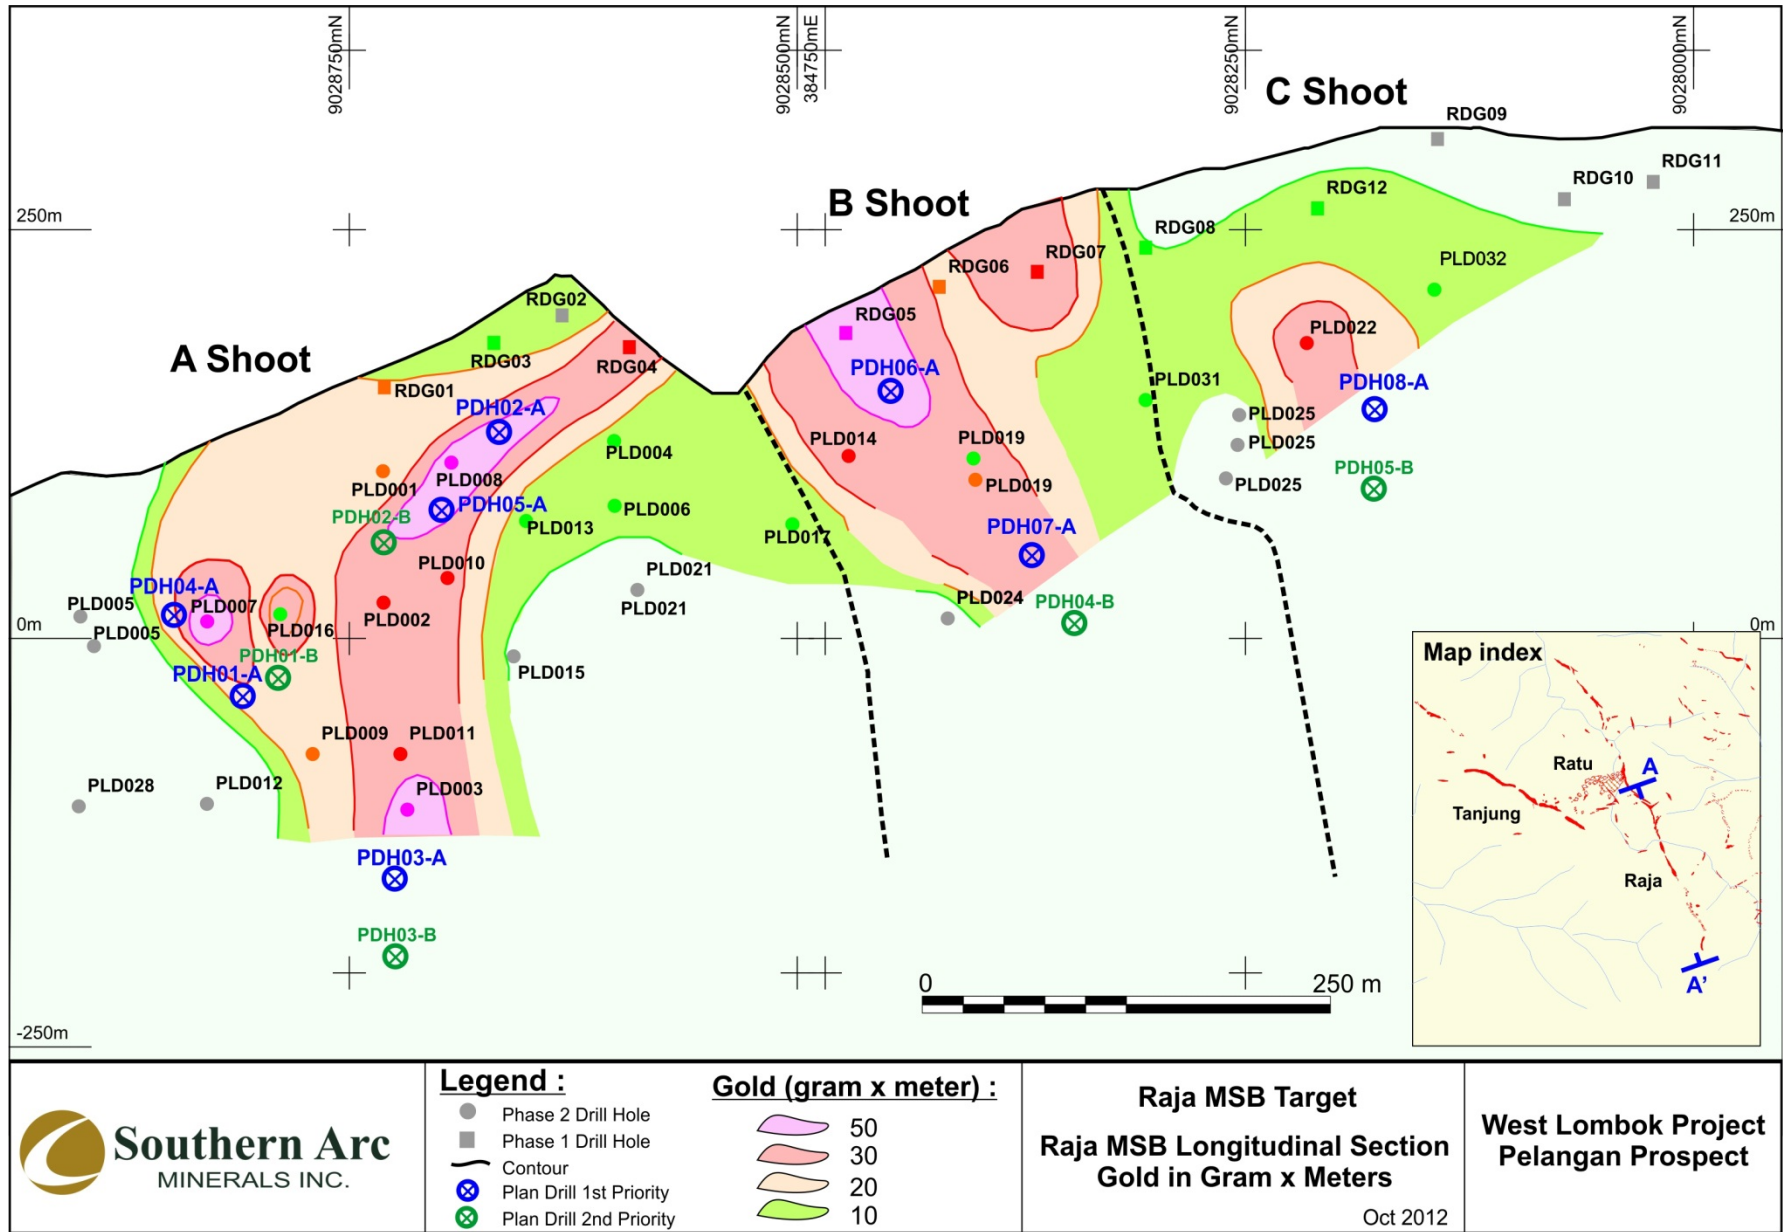 9028750mN
9028500mN
384750mE
9028250mN
9028000mN
C Shoot
RDG09
RDG11
RDG10
RDG12
B Shoot
250m
250m
RDG08
RDG07
RDG06
PLD032
RDG02
RDG05
PLD022
RDG03
RDG04
A Shoot
RDG01
PDH06-A
PLD031
PDH08-A
PDH02-A
PLD025
PLD014
PLD019
PLD004
PLD025
PLD008
PLD001
PLD019
PLD025
PDH05-B
PDH05-A
PLD006
PDH02-B
PLD013
PLD017
PDH07-A
PLD010
PLD021
PDH04-A
PLD005
PLD007
PLD002
PLD021
PLD024
PDH04-B
PLD005
PLD016
0m
0m
PDH01-B
PDH01-A
PLD015
PLD009
PLD011
PLD028
PLD012
PLD003
PDH03-A
PDH03-B
0
250 m
-250m
Map index
Ratu
A
Tanjung
Raja
A'
Southern Arc
MINERALS INC.
Legend :
Phase 2 Drill Hole
Phase 1 Drill Hole
Contour
Plan Drill 1st Priority
Plan Drill 2nd Priority
Gold (gram x meter) :
50
30
20
10
Raja MSB Target
Raja MSB Longitudinal Section
Gold in Gram x Meters
Oct 2012
West Lombok Project
Pelangan Prospect